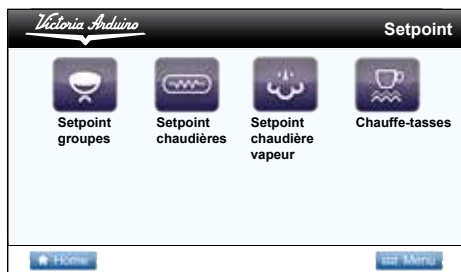 Victoria Arduino
Setpoint
Setpoint
groupes
Setpoint
chaudières
Setpoint
chaudière
vapeur
Chauffe-tasses
Home
Menu